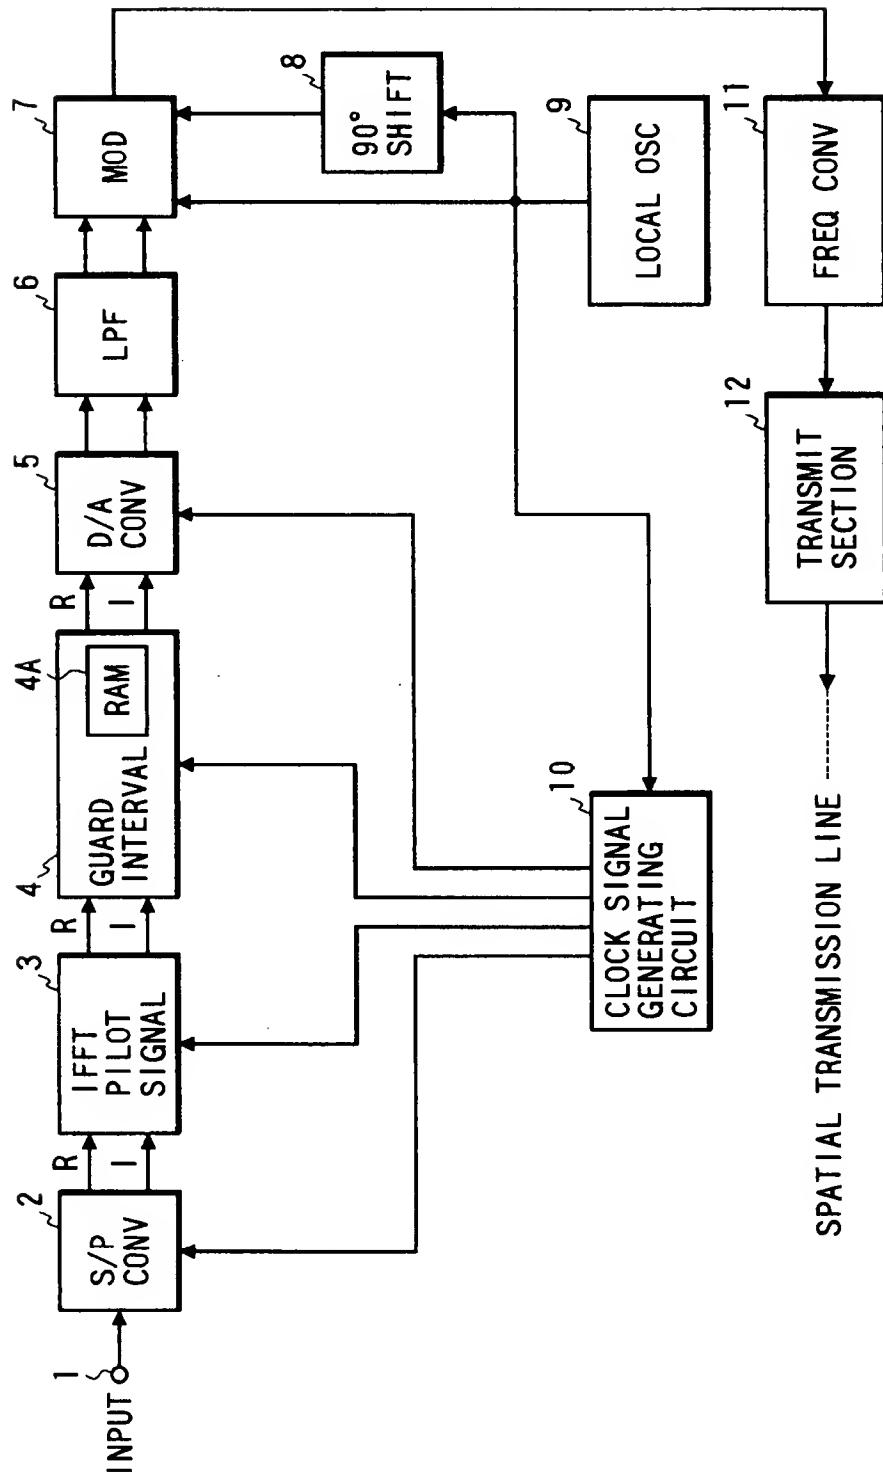 INPUT
1
2
S/P
CONV
R
I
3
IFFT
PILOT
SIGNAL
R
I
4
GUARD
INTERVAL
4A
RAM
R
I
5
D/A
CONV
6
LPF
7
MOD
8
90°
SHIFT
9
LOCAL OSC
10
CLOCK SIGNAL
GENERATING
CIRCUIT
11
FREQ CONV
12
TRANSMIT
SECTION
SPATIAL TRANSMISSION LINE